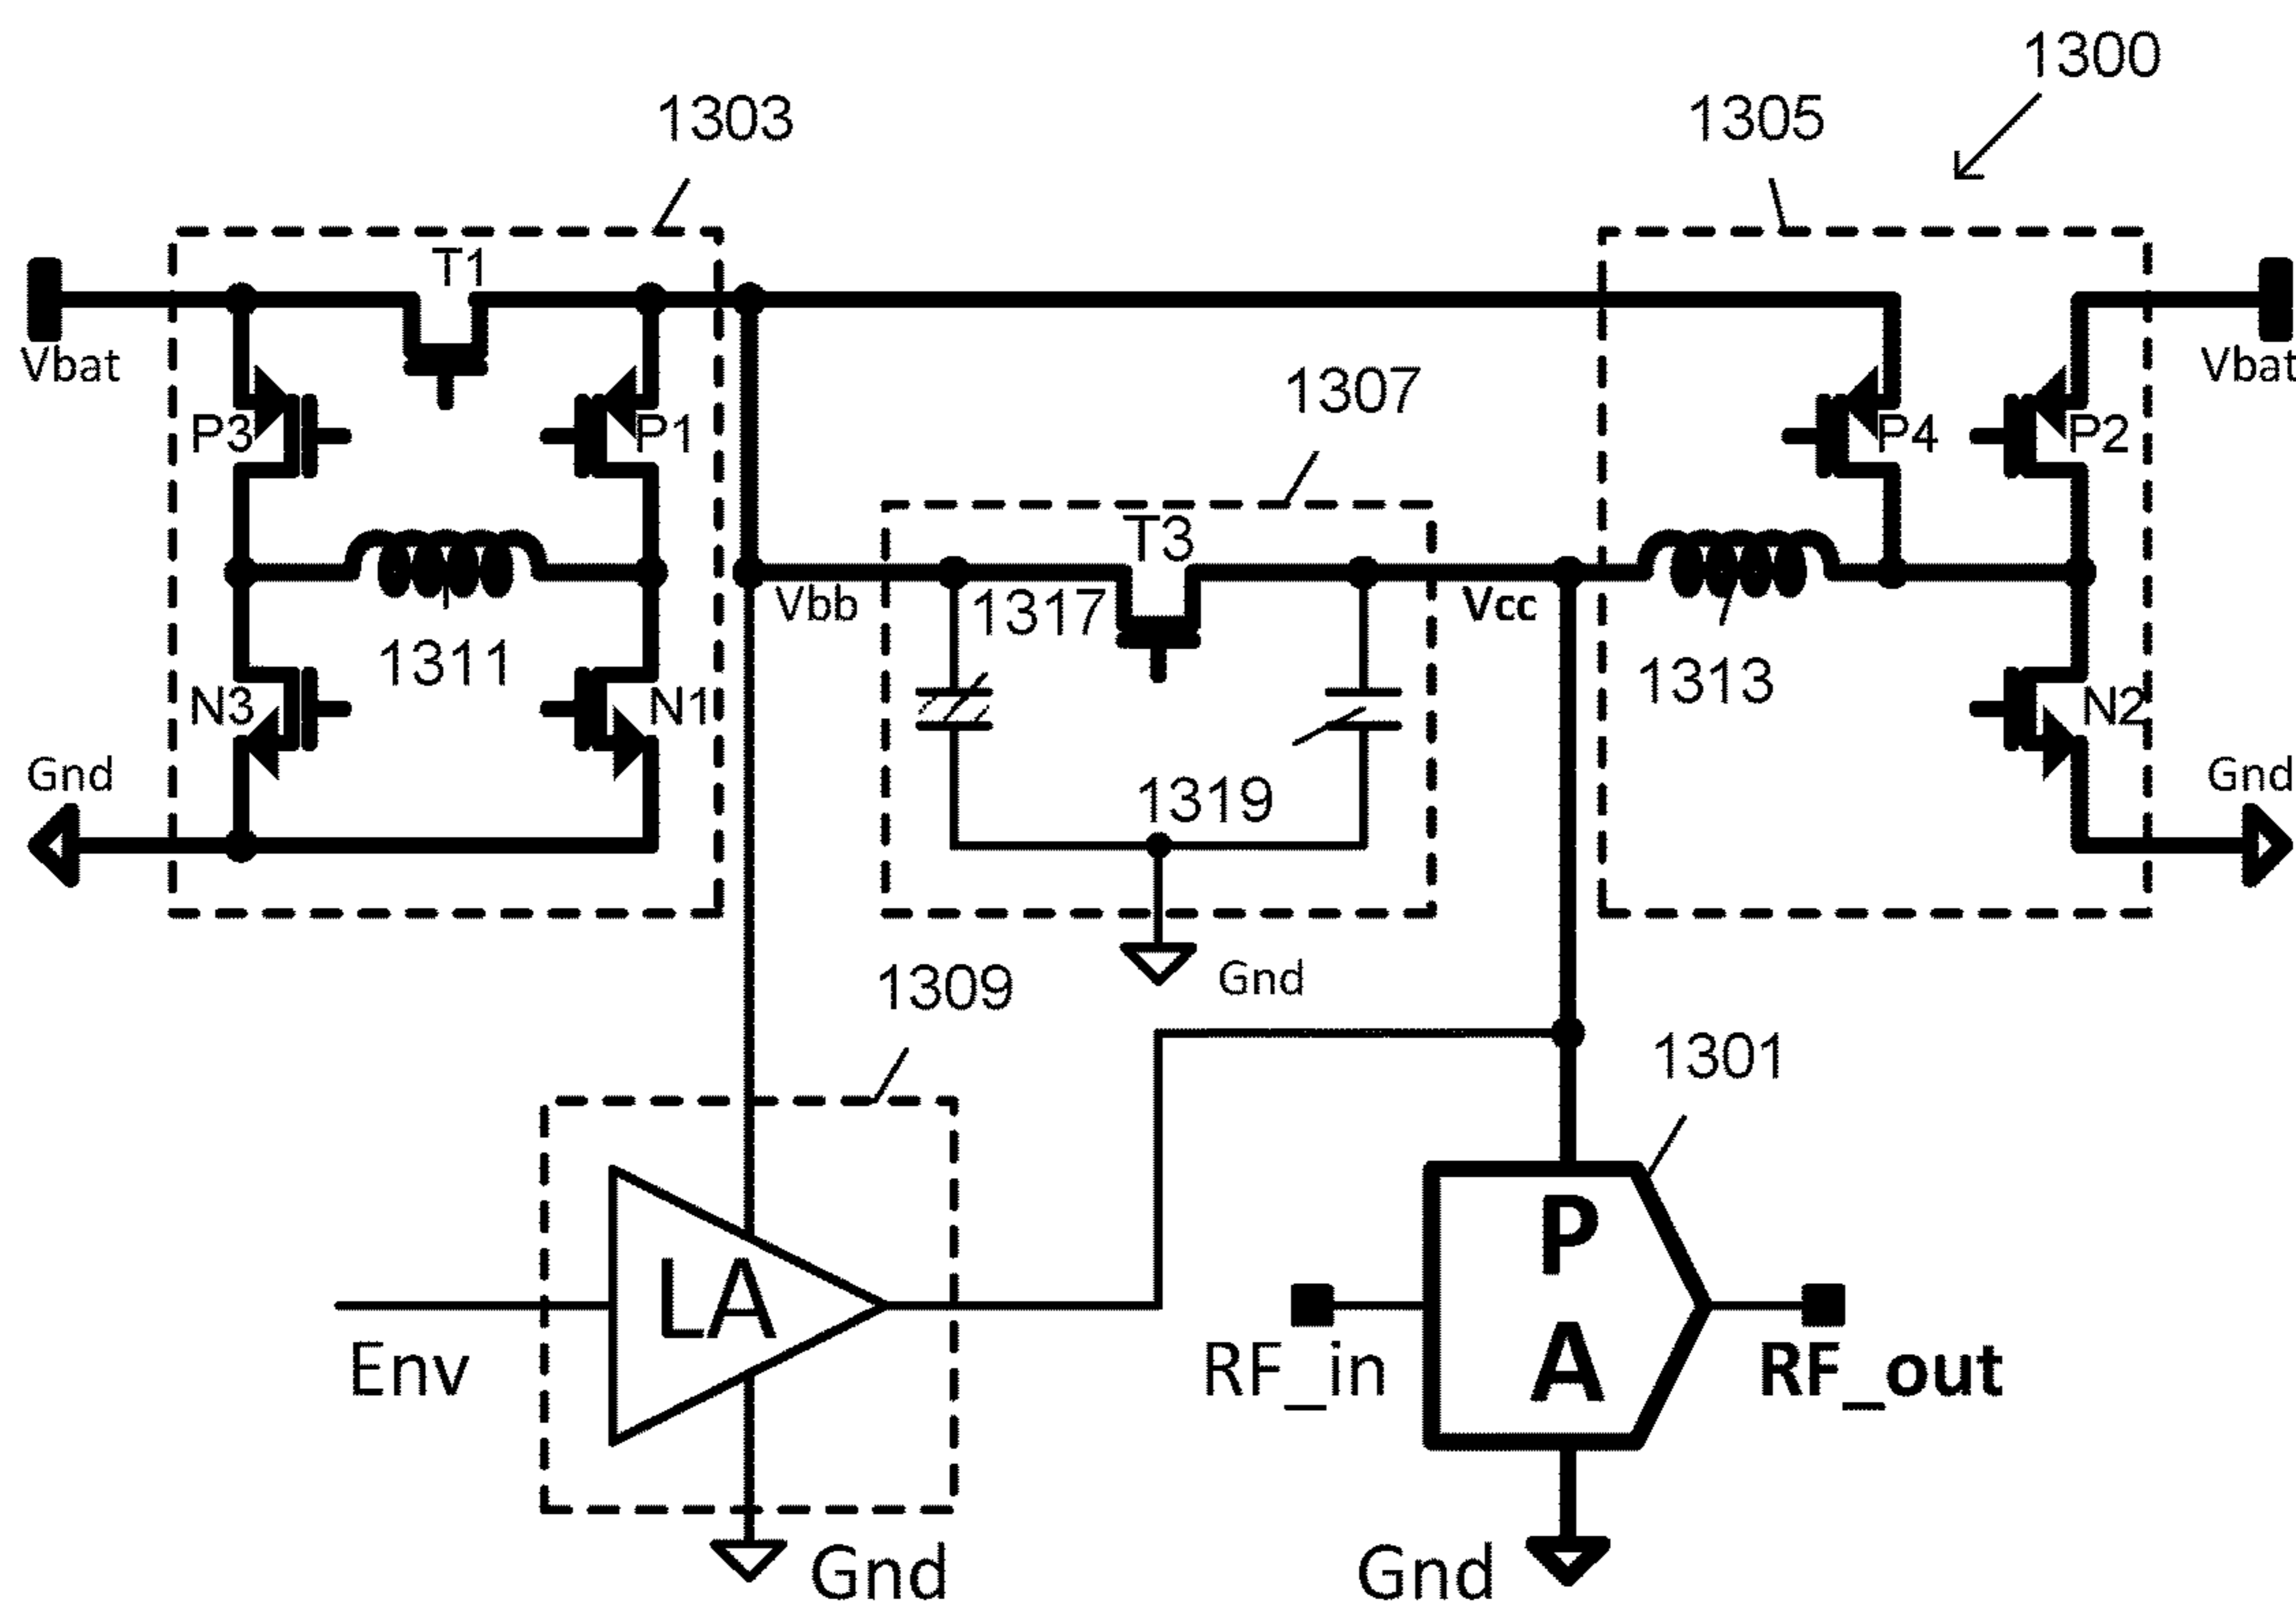 1300
1303
1305
T1
Vbat
Vbat
1307
P3
P1
P4
P2
T3
Vbb
1317
Vcc
1311
1313
N3
N1
N2
Gnd
1319
Gnd
Gnd
1309
1301
LA
P
A
Env
RF_in
RF_out
Gnd
Gnd